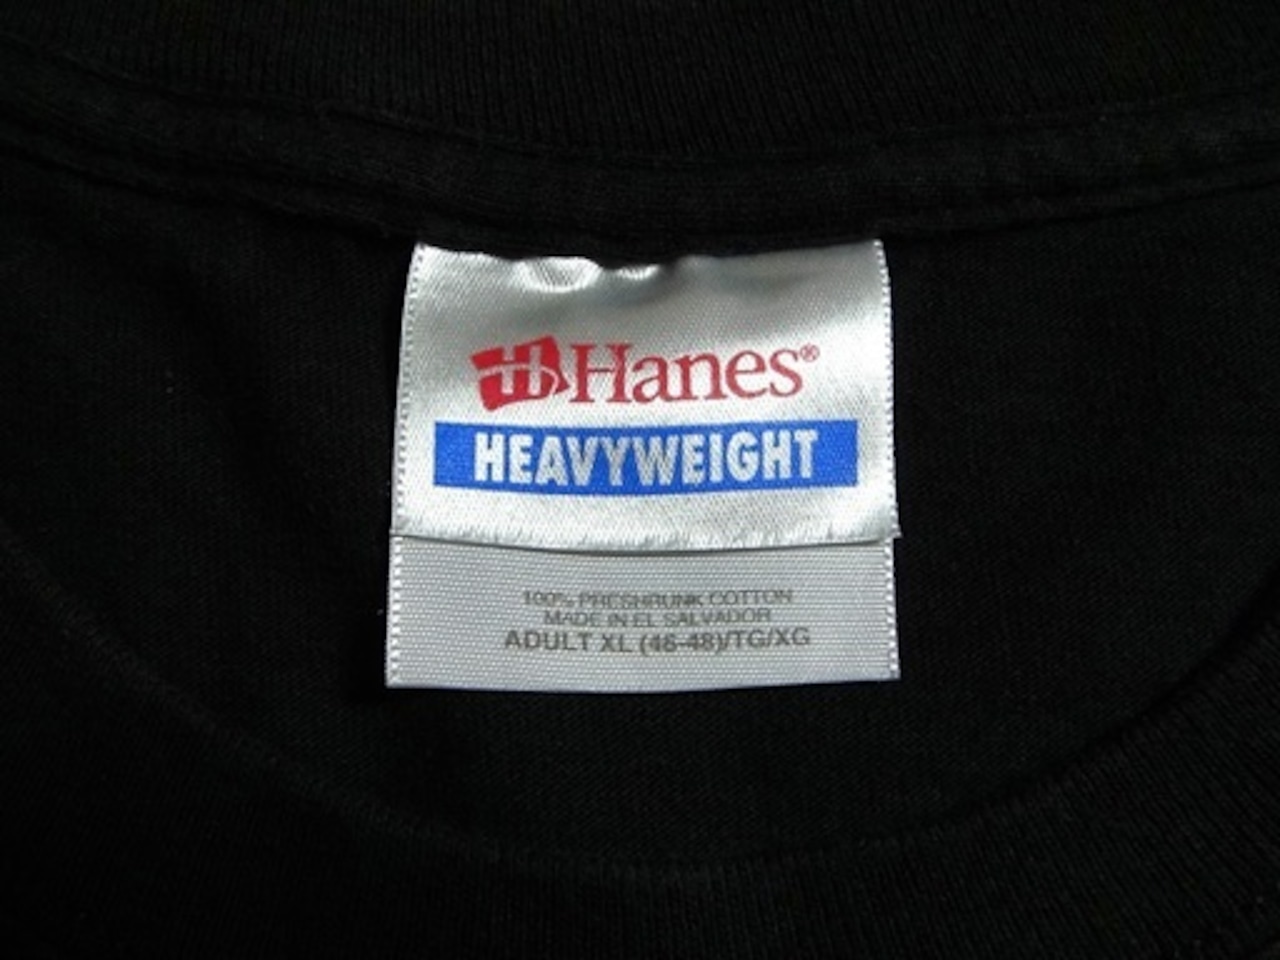 H Hanes®
HEAVYWEIGHT
100% PRESHRUNK COTTON
MADE IN EL SALVADOR
ADULT XL (46-48)/TG/XG